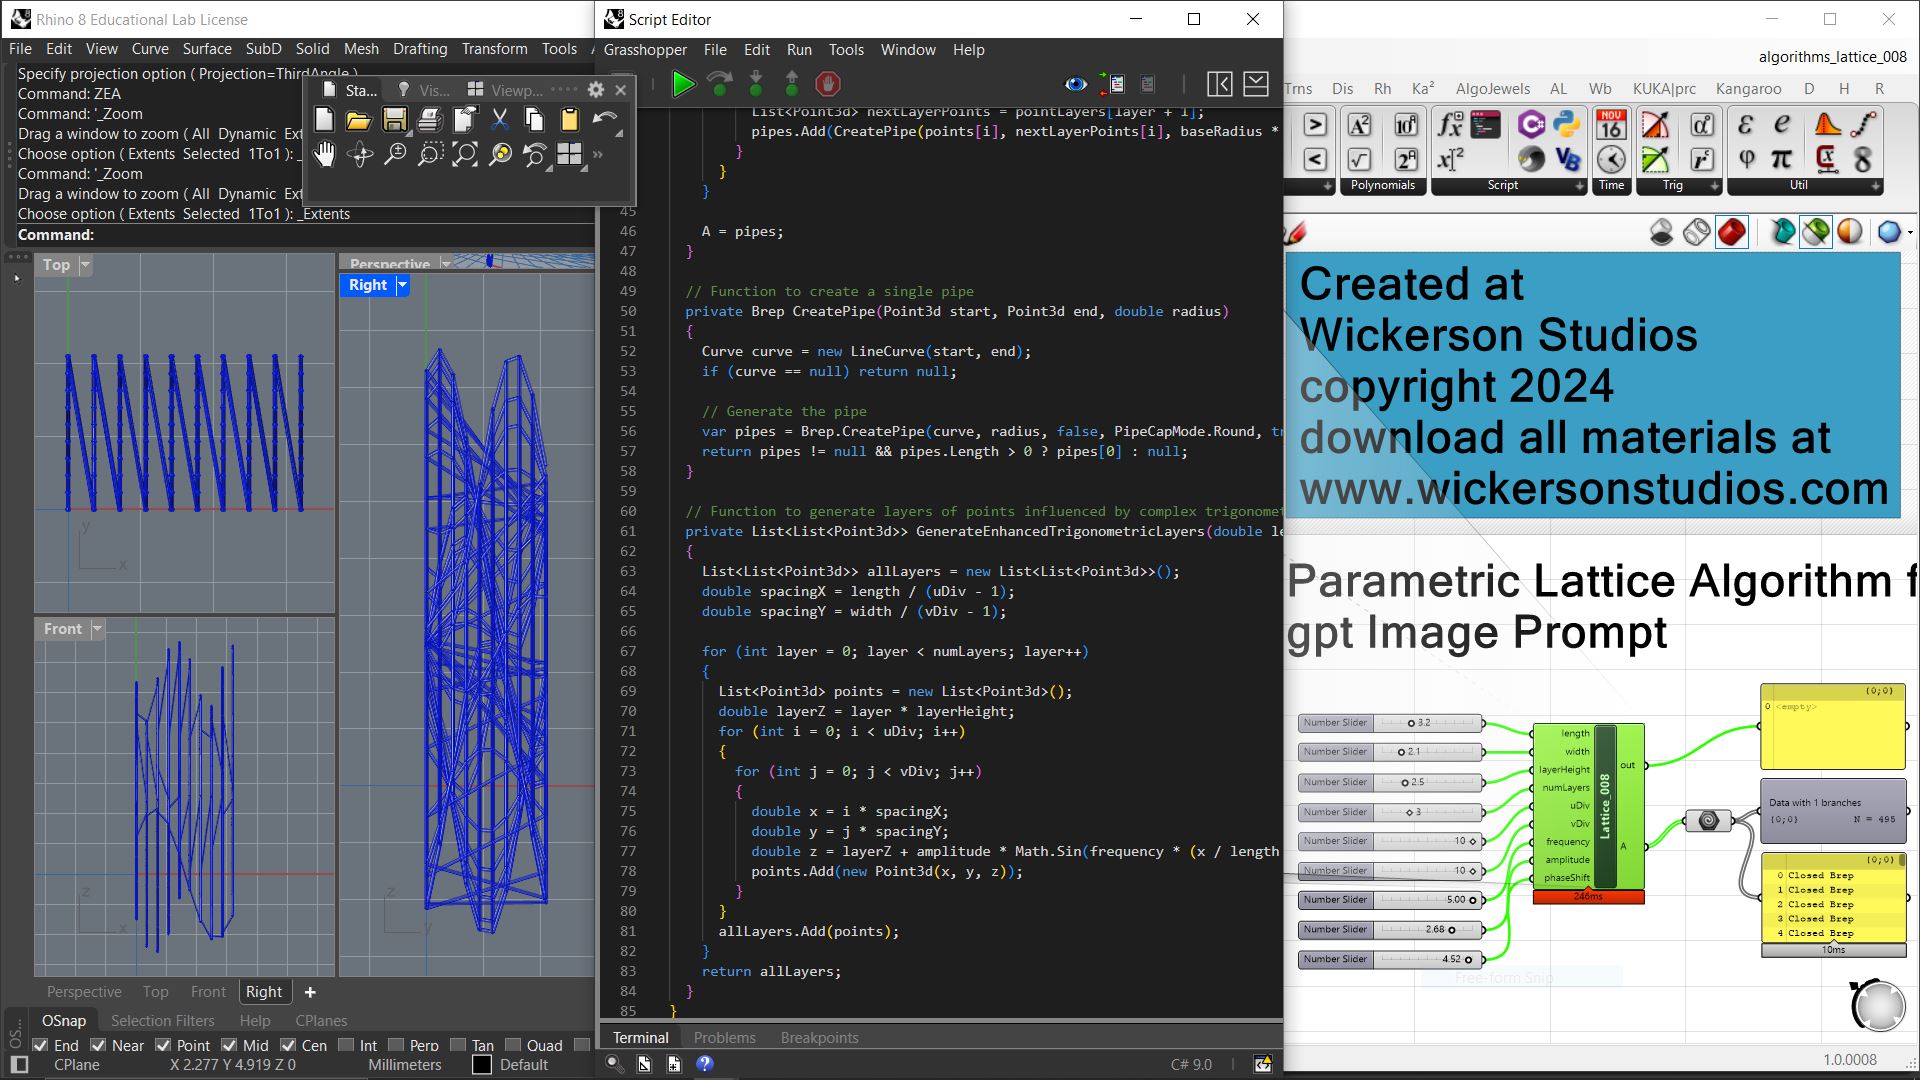 Rhino 8 Educational Lab License
File Edit View Curve Surface SubD Solid Mesh Drafting Transform Tools
Specify projection option ( Projection=ThirdAngle )
Command: ZEA
Command: '_Zoom
Drag a window to zoom ( All Dynamic Ext
Choose option ( Extents Selected 1To1 ): _
Command: '_Zoom
Drag a window to zoom ( All Dynamic Ext
Choose option ( Extents Selected 1To1 ): _Extents
Command:
Sta... Vis... Viewp...
Top
Perspective
Right
Front
y
x
z
x
z
y
Perspective Top Front Right
OSnap Selection Filters Help CPlanes
OS...
End Near Point Mid Cen Int Perp Tan Quad
CPlane X 2.277 Y 4.919 Z 0 Millimeters Default
Script Editor
Grasshopper File Edit Run Tools Window Help
List<Point3d> nextLayerPoints = pointLayers[layer + 1];
pipes.Add(CreatePipe(points[i], nextLayerPoints[i], baseRadius *
}
}
}
45
46 A = pipes;
47 }
48
49 // Function to create a single pipe
50 private Brep CreatePipe(Point3d start, Point3d end, double radius)
51 {
52 Curve curve = new LineCurve(start, end);
53 if (curve == null) return null;
54
55 // Generate the pipe
56 var pipes = Brep.CreatePipe(curve, radius, false, PipeCapMode.Round, tr
57 return pipes != null && pipes.Length > 0 ? pipes[0] : null;
58 }
59
60 // Function to generate layers of points influenced by complex trigonomet
61 private List<List<Point3d>> GenerateEnhancedTrigonometricLayers(double le
62 {
63 List<List<Point3d>> allLayers = new List<List<Point3d>>();
64 double spacingX = length / (uDiv - 1);
65 double spacingY = width / (vDiv - 1);
66
67 for (int layer = 0; layer < numLayers; layer++)
68 {
69 List<Point3d> points = new List<Point3d>();
70 double layerZ = layer * layerHeight;
71 for (int i = 0; i < uDiv; i++)
72 {
73 for (int j = 0; j < vDiv; j++)
74 {
75 double x = i * spacingX;
76 double y = j * spacingY;
77 double z = layerZ + amplitude * Math.Sin(frequency * (x / length
78 points.Add(new Point3d(x, y, z));
79 }
80 }
81 allLayers.Add(points);
82 }
83 return allLayers;
84 }
85 }
Terminal Problems Breakpoints
C# 9.0
algorithms_lattice_008
Trns Dis Rh Ka² AlgoJewels AL Wb KUKA|prc Kangaroo D H R
Polynomials Script Time Trig Util
NOV
16
Created at
Wickerson Studios
copyright 2024
download all materials at
www.wickersonstudios.com
Parametric Lattice Algorithm f
gpt Image Prompt
Number Slider 3.2
Number Slider 2.1
Number Slider 2.5
Number Slider 3
Number Slider 10
Number Slider 10
Number Slider 5.00
Number Slider 2.68
Number Slider 4.52
length
width
layerHeight
numLayers
uDiv
vDiv
frequency
amplitude
phaseShift
Lattice_008
out
A
246ms
{0;0}
0 <empty>
Data with 1 branches
{0;0} N = 495
{0;0}
0 Closed Brep
1 Closed Brep
2 Closed Brep
3 Closed Brep
4 Closed Brep
10ms
Free-form Snip
1.0.0008